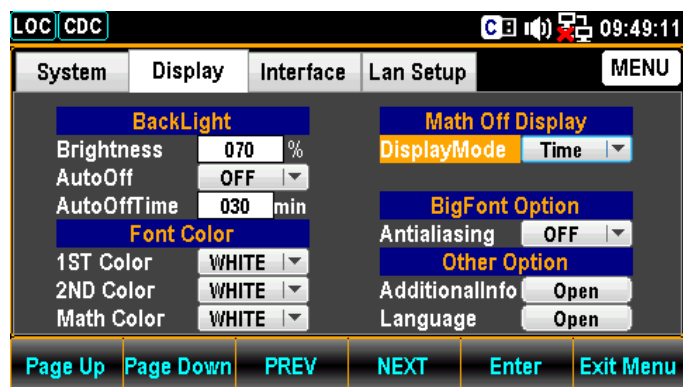 LOC CDC C 09:49:11
System Display Interface Lan Setup MENU
BackLight
Brightness 070 %
AutoOff OFF
AutoOffTime 030 min
Font Color
1ST Color WHITE
2ND Color WHITE
Math Color WHITE
Math Off Display
DisplayMode Time
BigFont Option
Antialiasing OFF
Other Option
AdditionalInfo Open
Language Open
Page Up Page Down PREV NEXT Enter Exit Menu